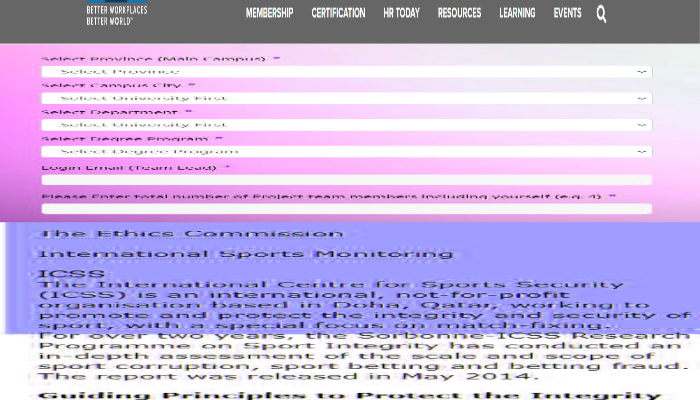 BETTER WORKPLACES
BETTER WORLD™
MEMBERSHIP CERTIFICATION HR TODAY RESOURCES LEARNING EVENTS
Select Province (Main Campus) *
Select Province
Select Campus City *
Select University First
Select Department *
Select University First
Select Degree Program *
Select Degree Program
Login Email (Team Lead) *
Please Enter total number of Project team members including yourself (e.g. 4) *
The Ethics Commission
International Sports Monitoring
ICSS
The International Centre for Sports Security
(ICSS) is an international, not-for-profit
organisation based in Doha, Qatar, working to
promote and protect the integrity and security of
sport, with a special focus on match-fixing.
For over two years, the Sorbonne-ICSS Research
Programme on Sport Integrity has conducted an
in-depth assessment of the scale and scope of
sport corruption, sport betting and betting fraud.
The report was released in May 2014.
Guiding Principles to Protect the Integrity